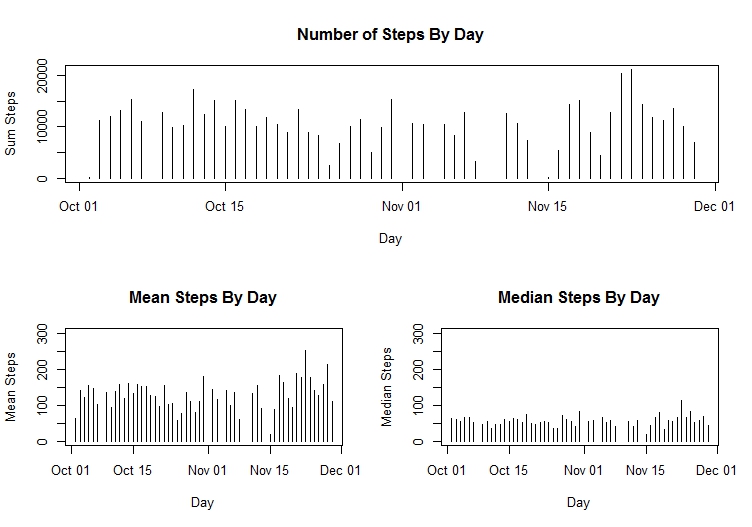 Number of Steps By Day
Sum Steps
20000
10000
0
Oct 01 Oct 15 Nov 01 Nov 15 Dec 01
Day
Mean Steps By Day
Mean Steps
300
200
100
0
Oct 01 Oct 15 Nov 01 Nov 15 Dec 01
Day
Median Steps By Day
Median Steps
300
200
100
0
Oct 01 Oct 15 Nov 01 Nov 15 Dec 01
Day